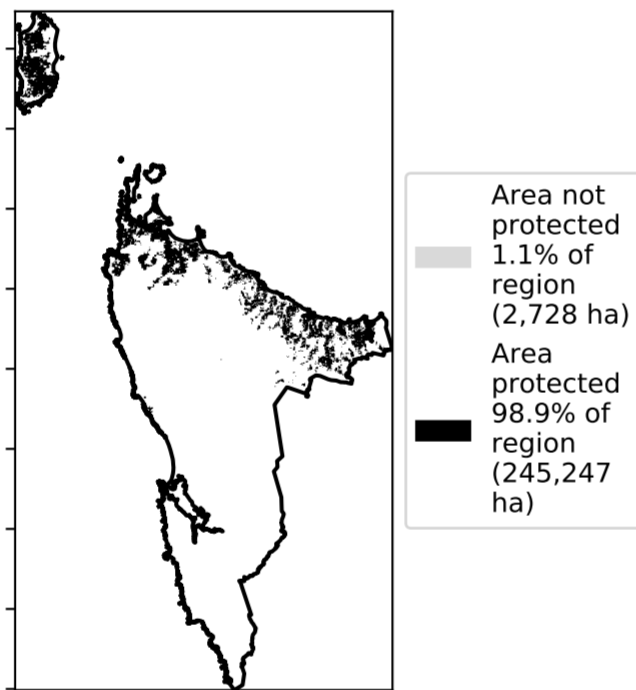 Area not
protected
1.1% of
region
(2,728 ha)
Area
protected
98.9% of
region
(245,247
ha)